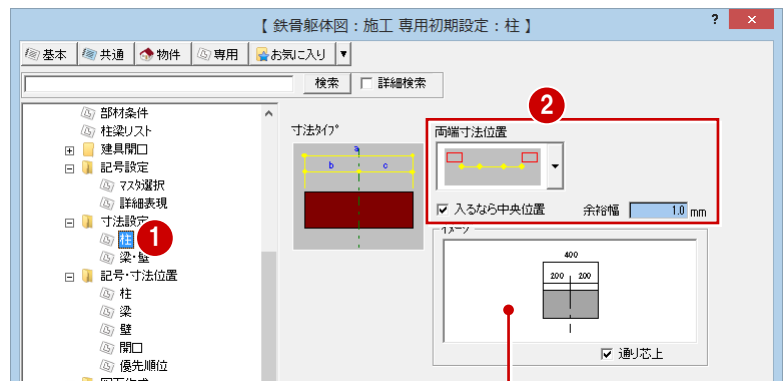 【 鉄骨躯体図：施工 専用初期設定：柱 】
? ×
基本 共通 物件 専用 お気に入り ▼
検索 詳細検索
部材条件
柱梁リスト
建具開口
記号設定
マスタ選択
詳細表現
寸法設定
柱
1
梁・壁
記号・寸法位置
柱
梁
壁
開口
優先順位
寸法タイプ
a
b c
2
両端寸法位置
入るなら中央位置 余裕幅 1.0 mm
イメージ
400
200 200
通り芯上